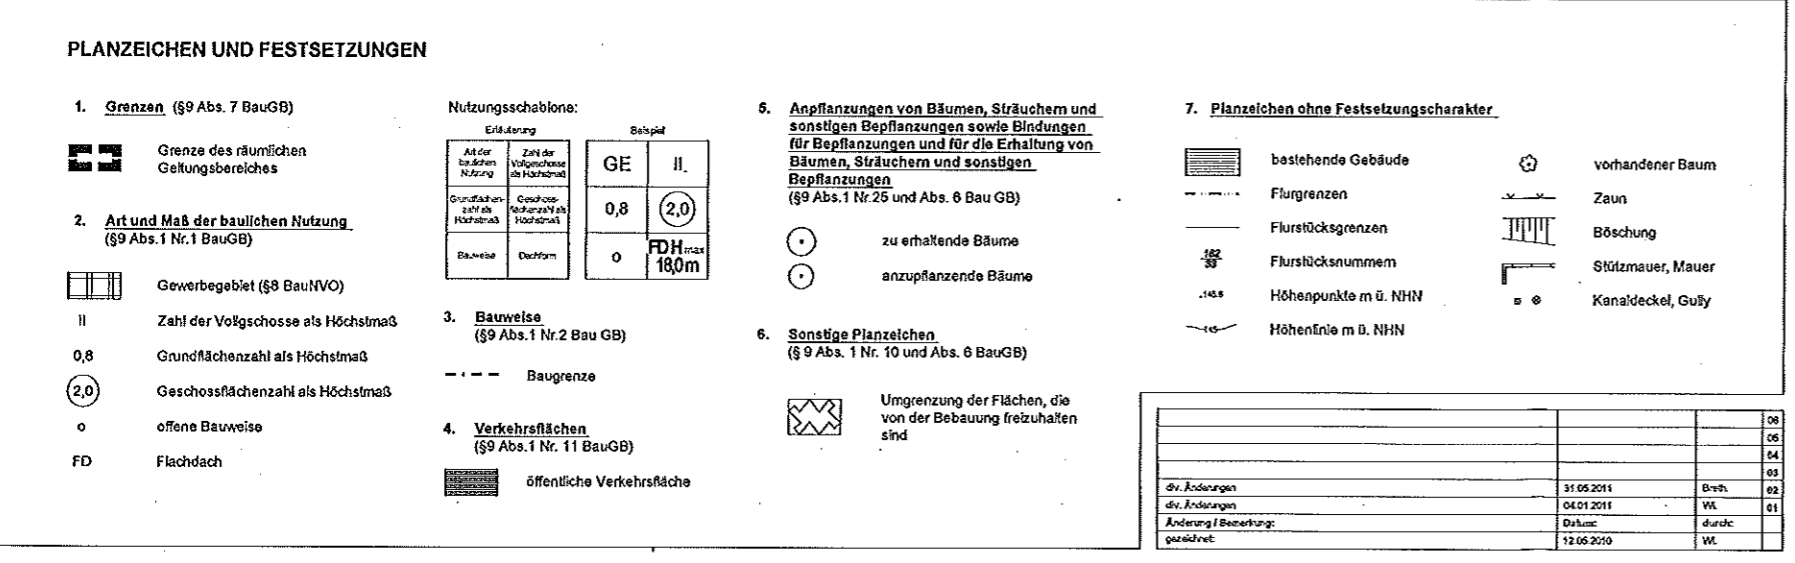 PLANZEICHEN UND FESTSETZUNGEN
1. Grenzen (§9 Abs. 7 BauGB)
Grenze des räumlichen
Geltungsbereiches
2. Art und Maß der baulichen Nutzung
(§9 Abs.1 Nr.1 BauGB)
Gewerbegebiet (§8 BauNVO)
II Zahl der Vollgschosse als Höchstmaß
0,8 Grundflächenzahl als Höchstmaß
2,0 Geschossflächenzahl als Höchstmaß
o offene Bauweise
FD Flachdach
Nutzungsschablone:
Erläuterung
Art der
baulichen
Nutzung
Zahl der
Vollgeschosse
als Höchstmaß
Grundflächen-
zahl als
Höchstmaß
Geschoss-
flächenzahl als
Höchstmaß
Bauweise
Dachform
Beispiel
GE II
0,8 2,0
o FD H max
18,0m
3. Bauweise
(§9 Abs.1 Nr.2 Bau GB)
Baugrenze
4. Verkehrsflächen
(§9 Abs.1 Nr. 11 BauGB)
öffentliche Verkehrsfläche
5. Anpflanzungen von Bäumen, Sträuchern und
sonstigen Bepflanzungen sowie Bindungen
für Bepflanzungen und für die Erhaltung von
Bäumen, Sträuchern und sonstigen
Bepflanzungen
(§9 Abs.1 Nr.25 und Abs. 6 Bau GB)
zu erhaltende Bäume
anzupflanzende Bäume
6. Sonstige Planzeichen
(§ 9 Abs. 1 Nr. 10 und Abs. 6 BauGB)
Umgrenzung der Flächen, die
von der Bebauung freizuhalten
sind
7. Planzeichen ohne Festsetzungscharakter
bestehende Gebäude
Flurgrenzen
Flurstücksgrenzen
Flurstücksnummern
Höhenpunkte m ü. NHN
Höhenlinie m ü. NHN
vorhandener Baum
Zaun
Böschung
Stützmauer, Mauer
Kanaldeckel, Gully
06
05
04
03
div. Änderungen 31.05.2011 02
div. Änderungen 04.01.2011 WI. 01
Änderung / Bemerkung: Datum: durch:
gezeichnet: 12.05.2010 WI.